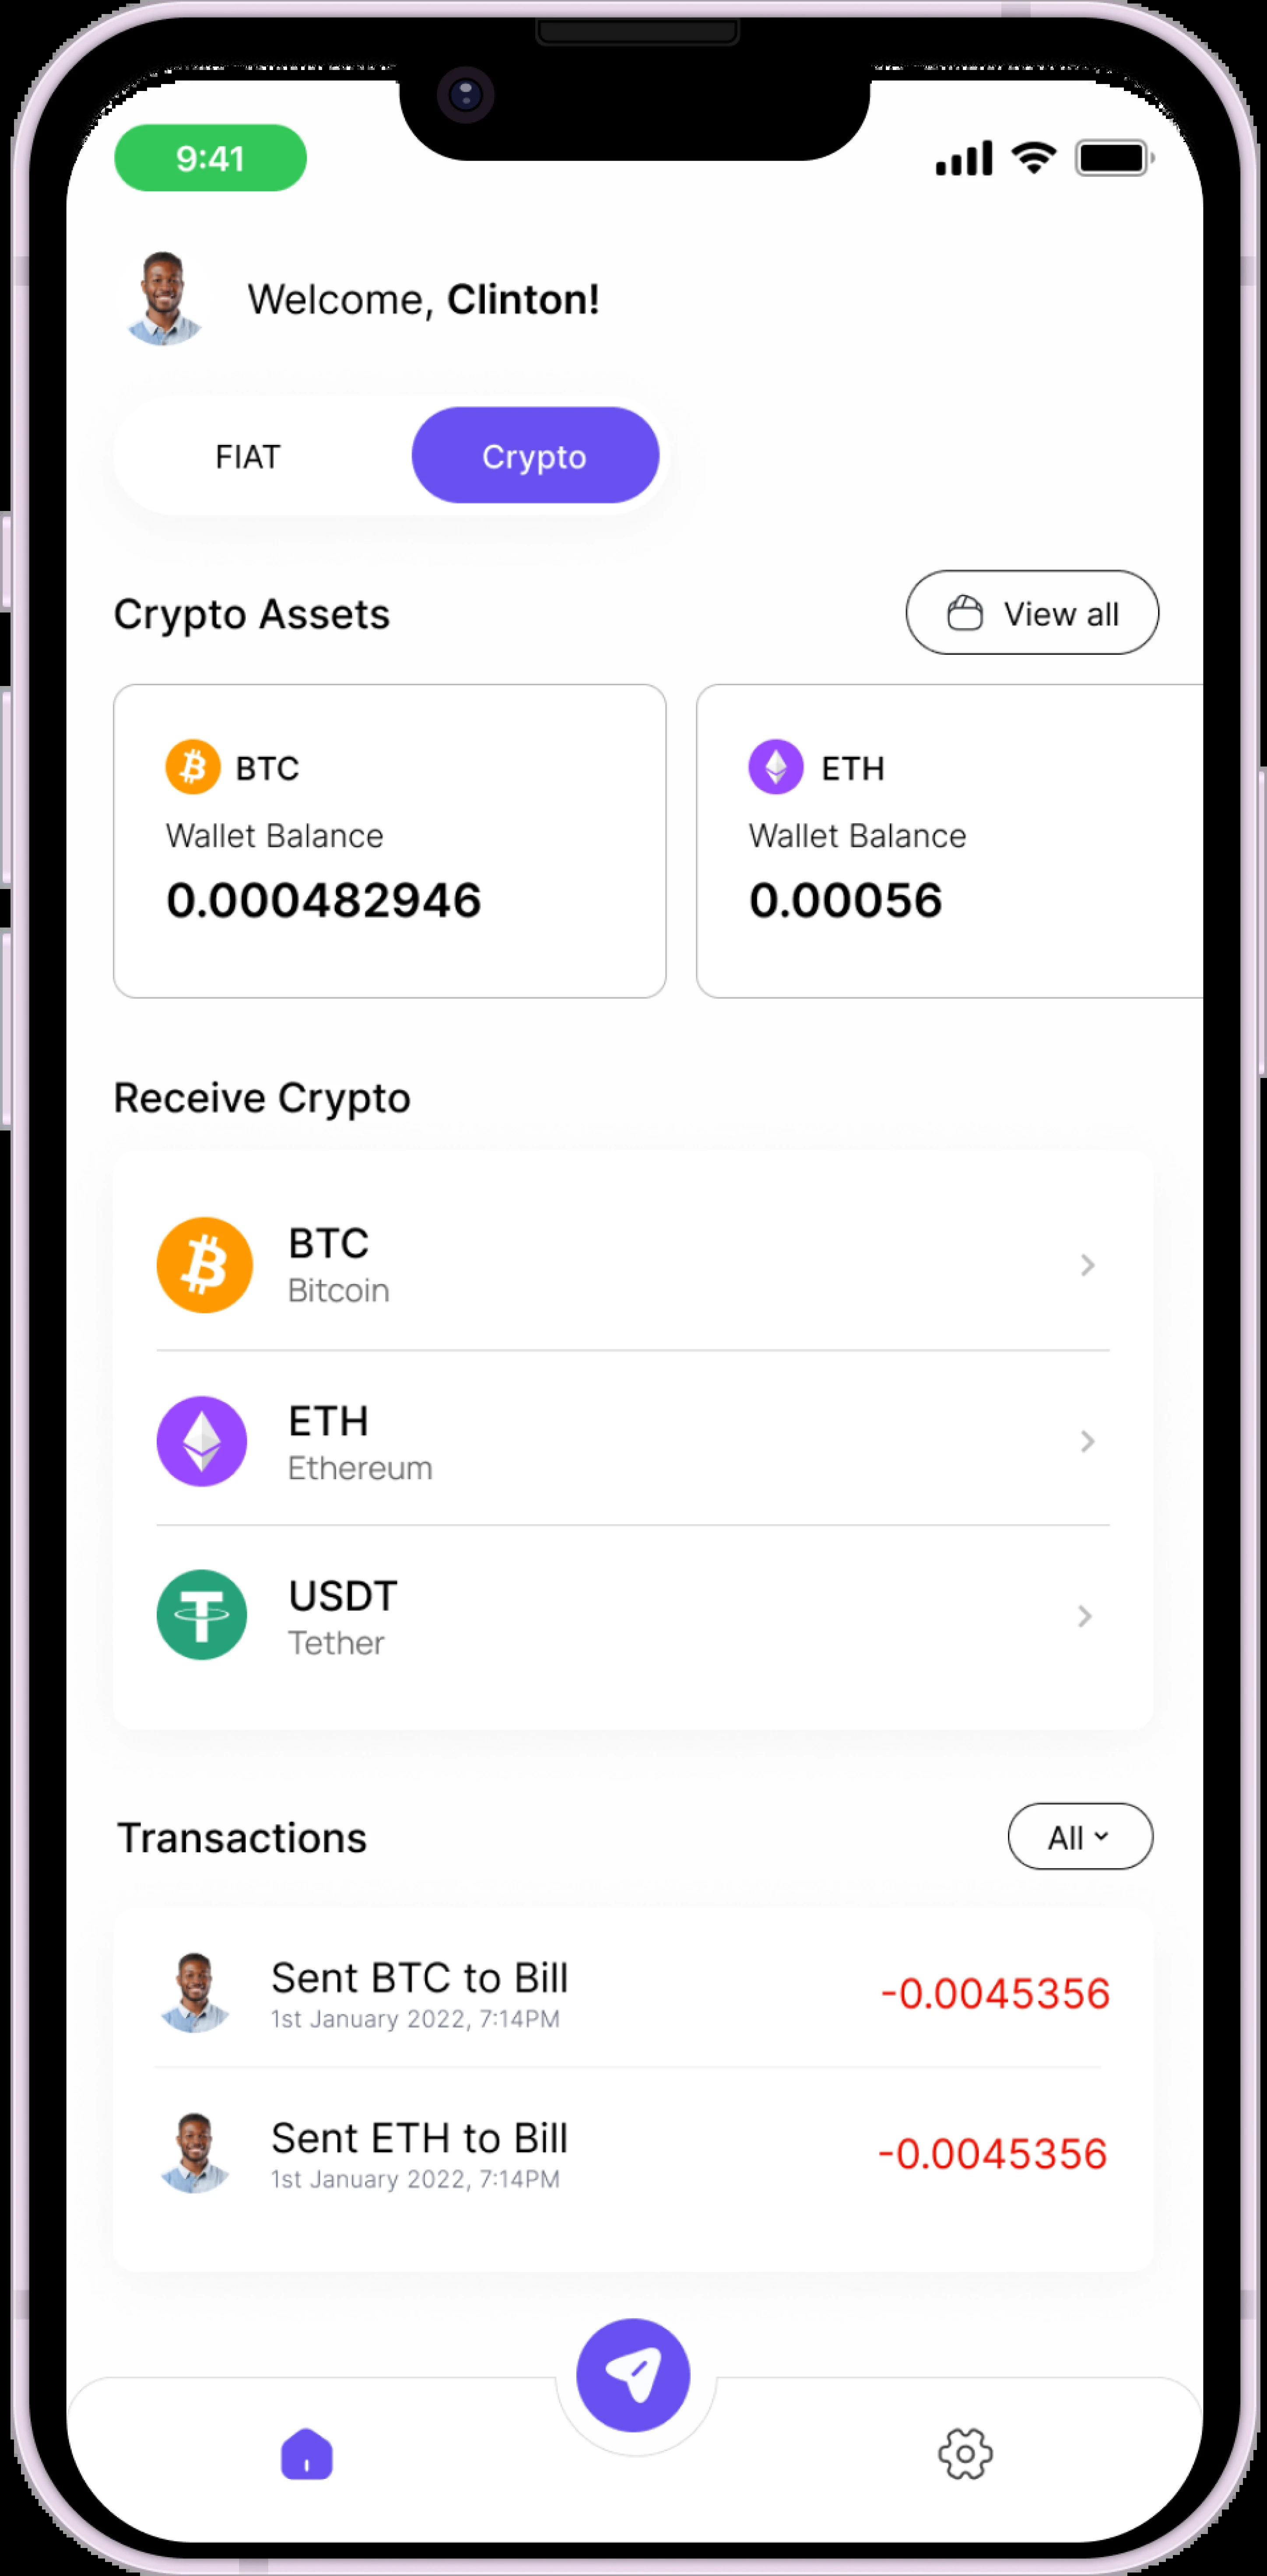 9:41
Welcome, Clinton!
FIAT
Crypto
Crypto Assets
View all
BTC
Wallet Balance
0.000482946
ETH
Wallet Balance
0.00056
Receive Crypto
BTC
Bitcoin
ETH
Ethereum
USDT
Tether
Transactions
All
Sent BTC to Bill
1st January 2022, 7:14PM
-0.0045356
Sent ETH to Bill
1st January 2022, 7:14PM
-0.0045356